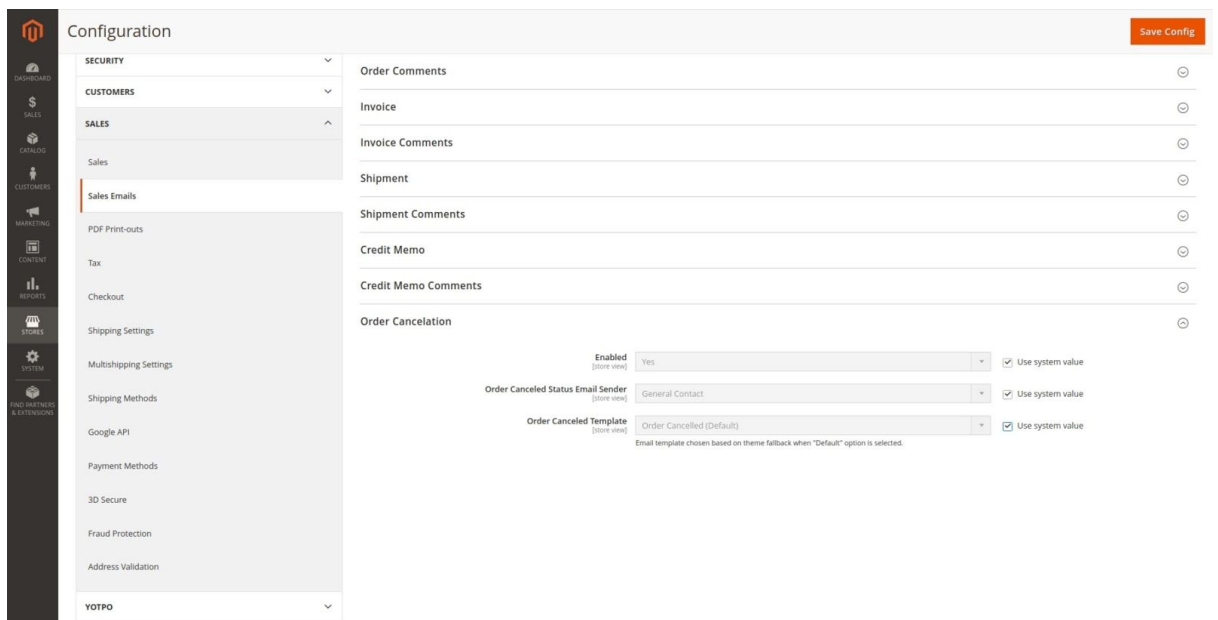 Configuration
Save Config
DASHBOARD
SALES
CATALOG
CUSTOMERS
MARKETING
CONTENT
REPORTS
STORES
SYSTEM
FIND PARTNERS
& EXTENSIONS
SECURITY
CUSTOMERS
SALES
Sales
Sales Emails
PDF Print-outs
Tax
Checkout
Shipping Settings
Multishipping Settings
Shipping Methods
Google API
Payment Methods
3D Secure
Fraud Protection
Address Validation
YOTPO
Order Comments
Invoice
Invoice Comments
Shipment
Shipment Comments
Credit Memo
Credit Memo Comments
Order Cancelation
Enabled
[store view]
Yes
Use system value
Order Canceled Status Email Sender
[store view]
General Contact
Use system value
Order Canceled Template
[store view]
Order Cancelled (Default)
Use system value
Email template chosen based on theme fallback when "Default" option is selected.